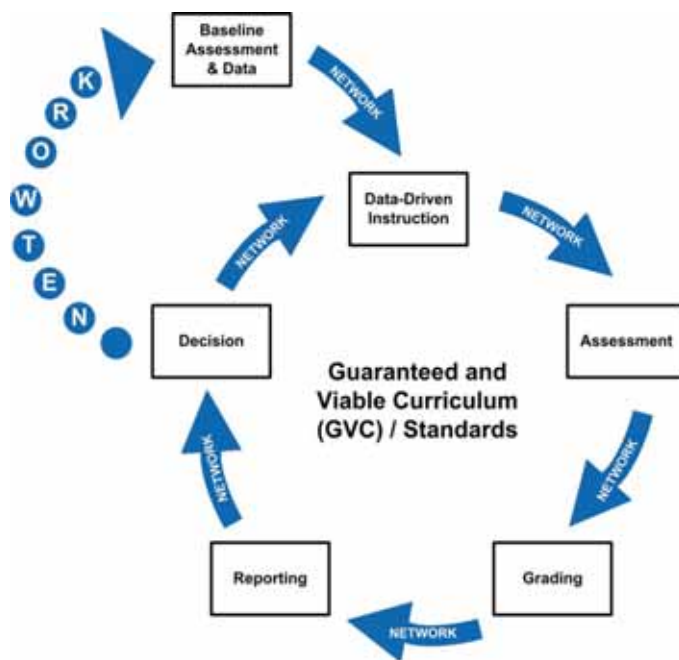 Baseline
Assessment
& Data
NETWORK
NETWORK
Data-Driven
Instruction
NETWORK
NETWORK
Decision
Assessment
Guaranteed and
Viable Curriculum
(GVC) / Standards
NETWORK
NETWORK
Reporting
Grading
NETWORK